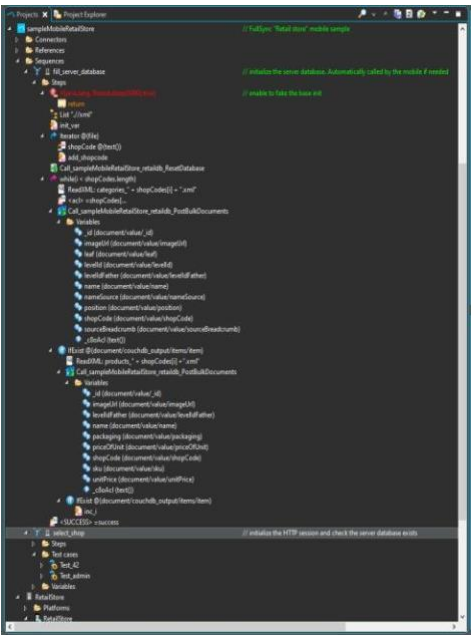 Projects Project Explorer
sampleMobileRetailStore // FullSync "Retail store" mobile sample
Connectors
References
Sequences
fill_server_database // initialize the server database. Automatically called by the mobile if needed
Steps
// unable to fake the base init
return
List ".//xml"
init_var
Iterator @(file)
shopCode @(text())
add_shopcode
Call_sampleMobileRetailStore_retaildb_ResetDatabase
while(i < shopCodes.length)
ReadXML: categories_" + shopCodes[i] + ".xml"
<acl> =shopCodes[...
Call_sampleMobileRetailStore_retaildb_PostBulkDocuments
Variables
_id (document/value/_id)
imageUrl (document/value/imageUrl)
leaf (document/value/leaf)
levelId (document/value/levelId)
levelIdFather (document/value/levelIdFather)
name (document/value/name)
nameSource (document/value/nameSource)
position (document/value/position)
shopCode (document/value/shopCode)
sourceBreadcrumb (document/value/sourceBreadcrumb)
_c8oAcl (text())
IfExist @(document/couchdb_output/items/item)
ReadXML: products_" + shopCodes[i] + ".xml"
Call_sampleMobileRetailStore_retaildb_PostBulkDocuments
Variables
_id (document/value/_id)
imageUrl (document/value/imageUrl)
levelIdFather (document/value/levelIdFather)
name (document/value/name)
packaging (document/value/packaging)
priceOfUnit (document/value/priceOfUnit)
shopCode (document/value/shopCode)
sku (document/value/sku)
unitPrice (document/value/unitPrice)
_c8oAcl (text())
IfExist @(document/couchdb_output/items/item)
inc_i
<SUCCESS> =success
select_shop // initialize the HTTP session and check the server database exists
Steps
Test cases
Test_42
Test_admin
Variables
RetailStore
Platforms
RetailStore